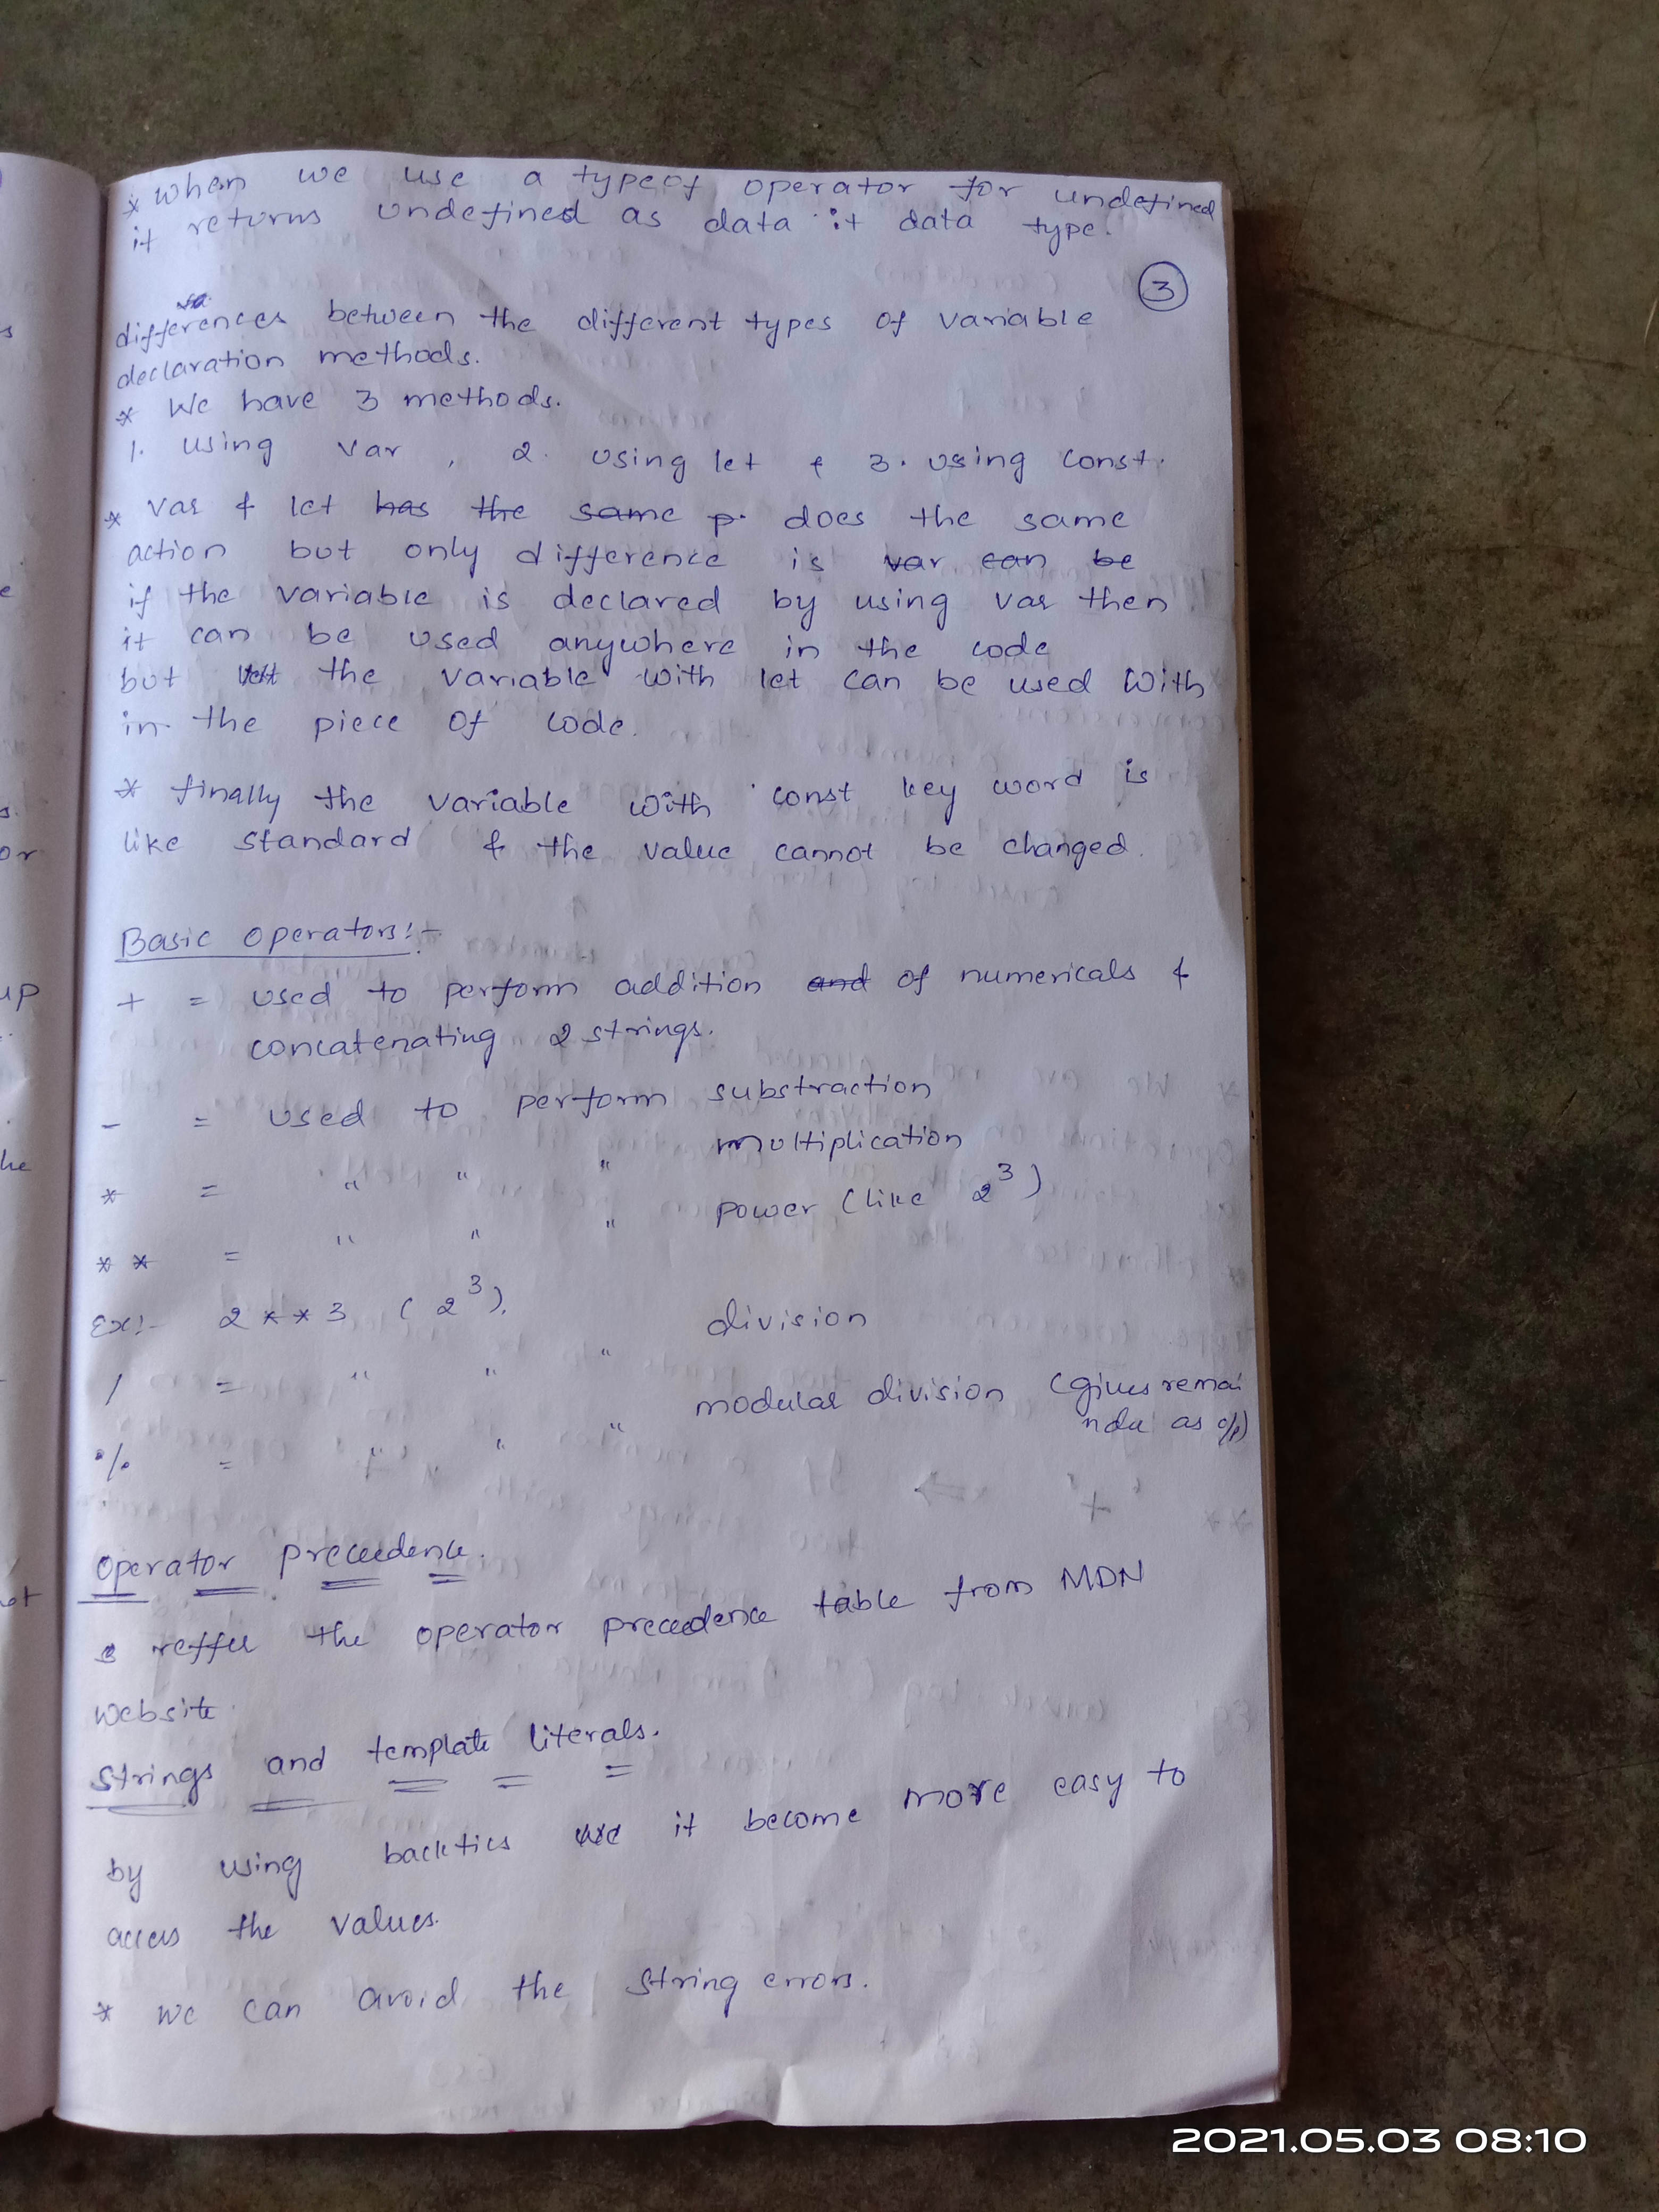 * when we use a typeof operator for undefined
it returns undefined as data it data type.
3
differences between the different types of variable
declaration methods.
* We have 3 methods.
1. using var , 2. using let & 3. using const.
* var & let has the same p. does the same
action but only difference is var can be
if the variable is declared by using var then
it can be used anywhere in the code
but the variable with let can be used with
in the piece of code.
* finally the variable with const key word is
like standard & the value cannot be changed.
Basic operators:-
+ = used to perform addition and of numericals &
concatenating 2 strings.
- = used to perform substraction
* = " " " multiplication
** = " " " power (like 2³)
Ex:- 2**3 (2³).
/ = " " " division
% = " " " modular division (gives remai
nder as o/p)
operator precedence.
reffer the operator precedence table from MDN
website.
Strings and template literals.
by using backtics it become more easy to
acces the values.
* we can avoid the string errors.
s
e
s.
or
up
he
ot
2021.05.03 08:10